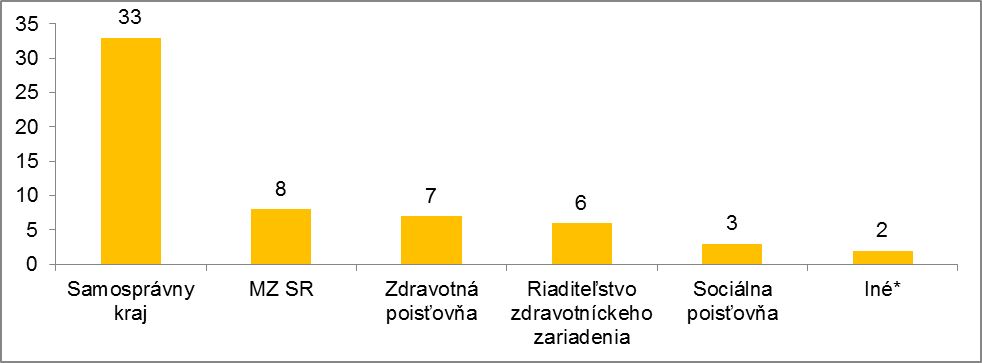 35
30
25
20
15
10
5
0
33
8
7
6
3
2
Samosprávny
kraj
MZ SR
Zdravotná
poisťovňa
Riaditeľstvo
zdravotníckeho
zariadenia
Sociálna
poisťovňa
Iné*